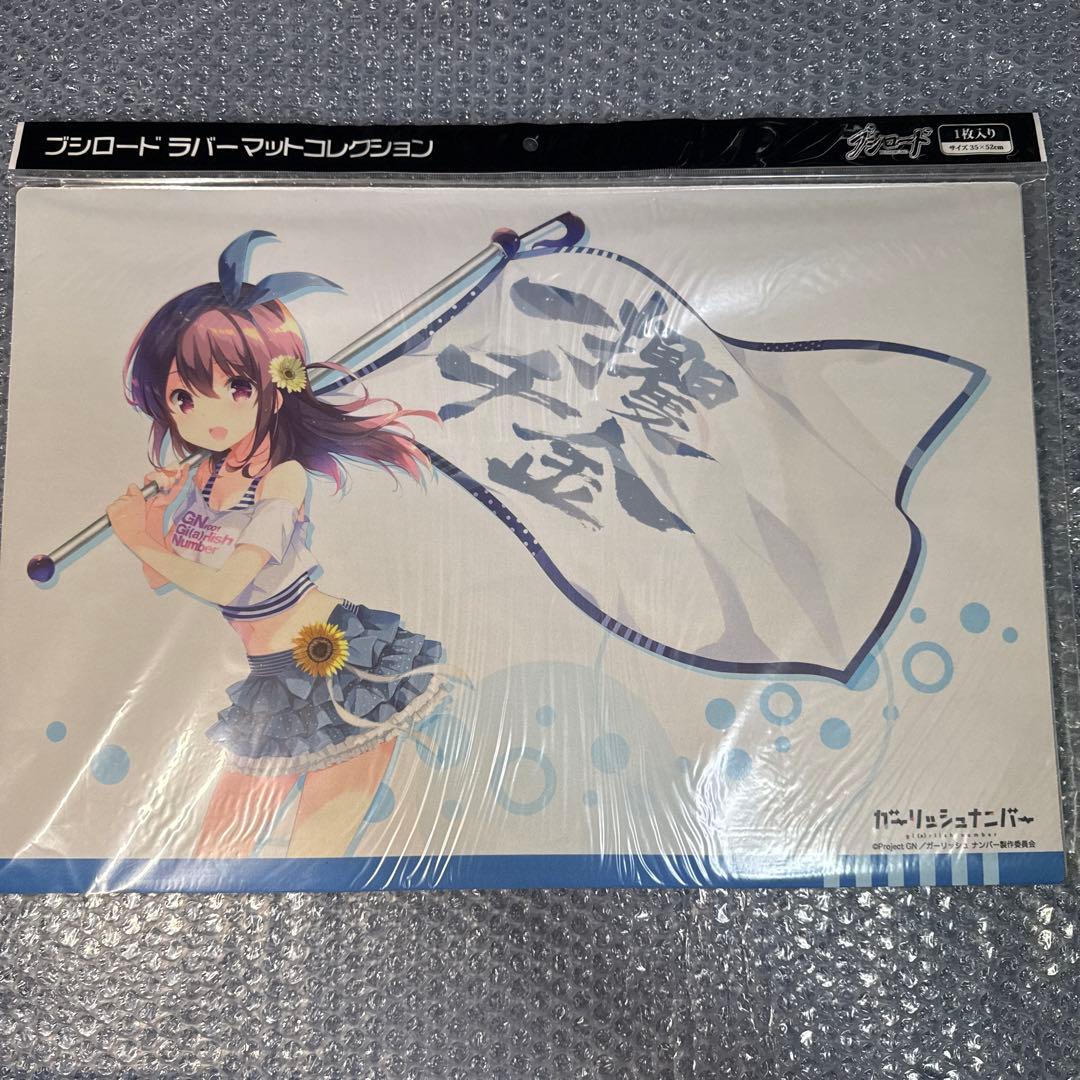 ブシロード ラバーマットコレクション
ブシロード
1枚入り
サイズ 35×52cm
GN
Gi(a)rlish
Number
ガーリッシュナンバー
gi(a)rlish number
©Project GN／ガーリッシュ ナンバー製作委員会